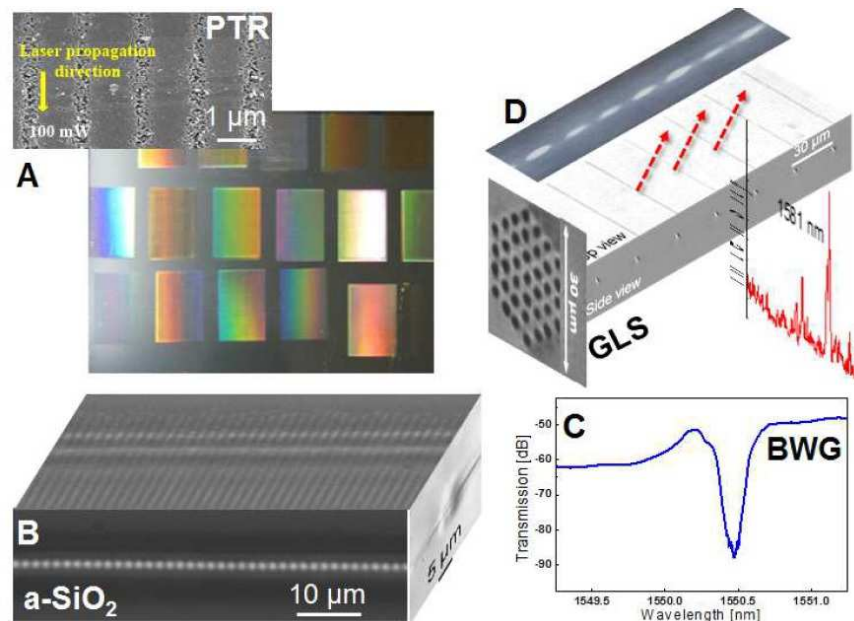 PTR
Laser propagation
direction
100 mW
1 µm
A
D
30 µm
1581 nm
op view
Side view
30 µm
GLS
B
a-SiO2
10 µm
5 µm
C
BWG
Transmission [dB]
-50
-60
-70
-80
-90
1549.5
1550.0
1550.5
1551.0
Wavelength [nm]